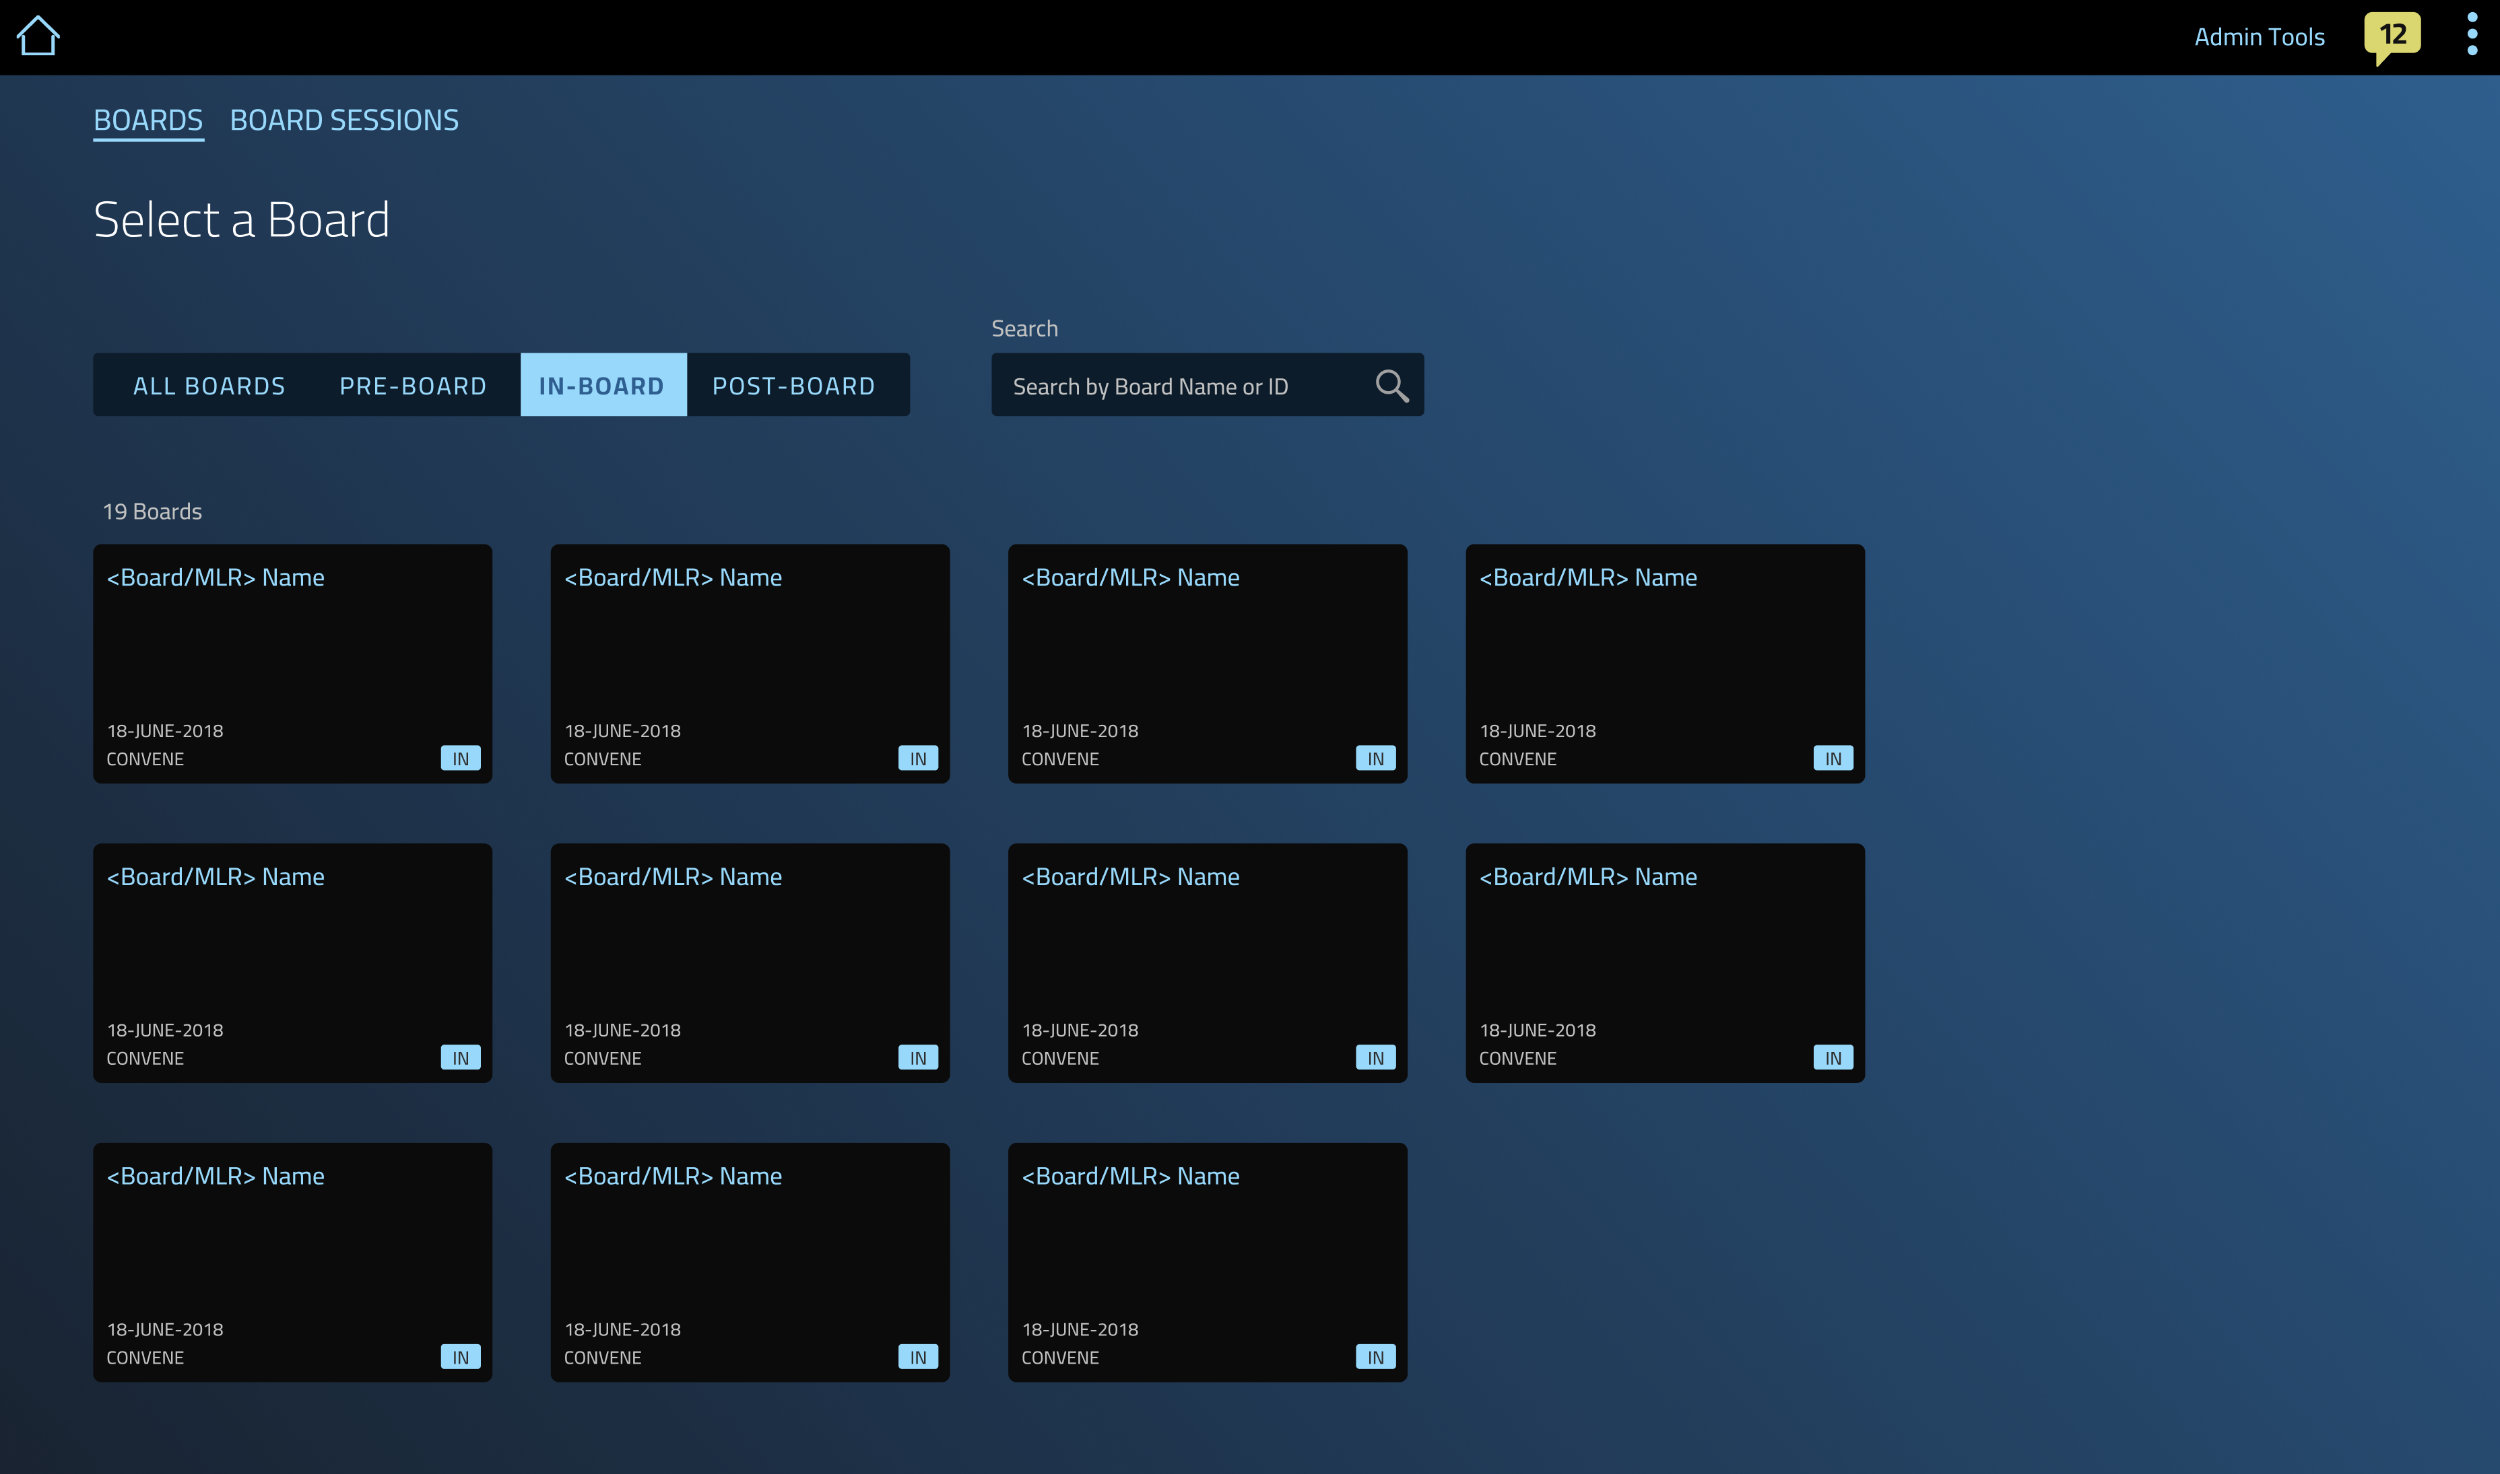 Admin Tools 12
BOARDS BOARD SESSIONS
Select a Board
Search
ALL BOARDS PRE-BOARD IN-BOARD POST-BOARD Search by Board Name or ID
19 Boards
<Board/MLR> Name <Board/MLR> Name <Board/MLR> Name <Board/MLR> Name
18-JUNE-2018 18-JUNE-2018 18-JUNE-2018 18-JUNE-2018
CONVENE IN CONVENE IN CONVENE IN CONVENE IN
<Board/MLR> Name <Board/MLR> Name <Board/MLR> Name <Board/MLR> Name
18-JUNE-2018 18-JUNE-2018 18-JUNE-2018 18-JUNE-2018
CONVENE IN CONVENE IN CONVENE IN CONVENE IN
<Board/MLR> Name <Board/MLR> Name <Board/MLR> Name
18-JUNE-2018 18-JUNE-2018 18-JUNE-2018
CONVENE IN CONVENE IN CONVENE IN